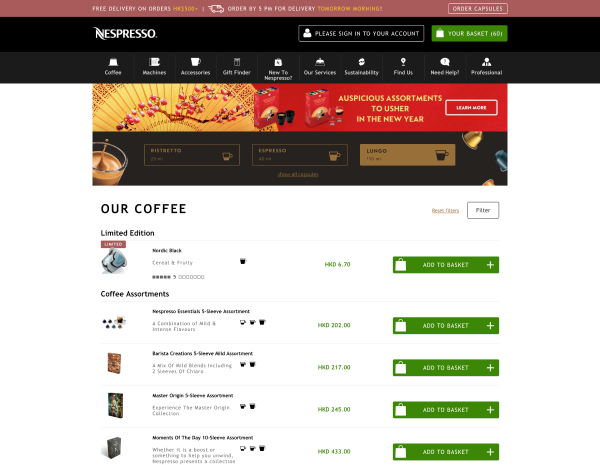 FREE DELIVERY ON ORDERS HK$500+ | ORDER BY 5 PM FOR DELIVERY TOMORROW MORNING! ORDER CAPSULES
NESPRESSO.
PLEASE SIGN IN TO YOUR ACCOUNT YOUR BASKET (60)
Coffee Machines Accessories Gift Finder New To Nespresso? Our Services Sustainability Find Us Need Help? Professional
AUSPICIOUS ASSORTMENTS
TO USHER
IN THE NEW YEAR
LEARN MORE
RISTRETTO
25 ml
ESPRESSO
40 ml
LUNGO
110 ml
show all capsules
OUR COFFEE
Reset filters Filter
Limited Edition
LIMITED
Nordic Black
Cereal & Fruity
5
HKD 6.70 ADD TO BASKET +
Coffee Assortments
Nespresso Essentials 5-Sleeve Assortment
A Combination of Mild &
Intense Flavours
HKD 202.00 ADD TO BASKET +
Barista Creations 5-Sleeve Mild Assortment
A Mix Of Mild Blends Including
2 Sleeves Of Chiaro
HKD 217.00 ADD TO BASKET +
Master Origin 5-Sleeve Assortment
Experience The Master Origin
Collection
HKD 245.00 ADD TO BASKET +
Moments Of The Day 10-Sleeve Assortment
Whether it is a boost or
something to help you unwind,
Nespresso presents a collection
HKD 433.00 ADD TO BASKET +